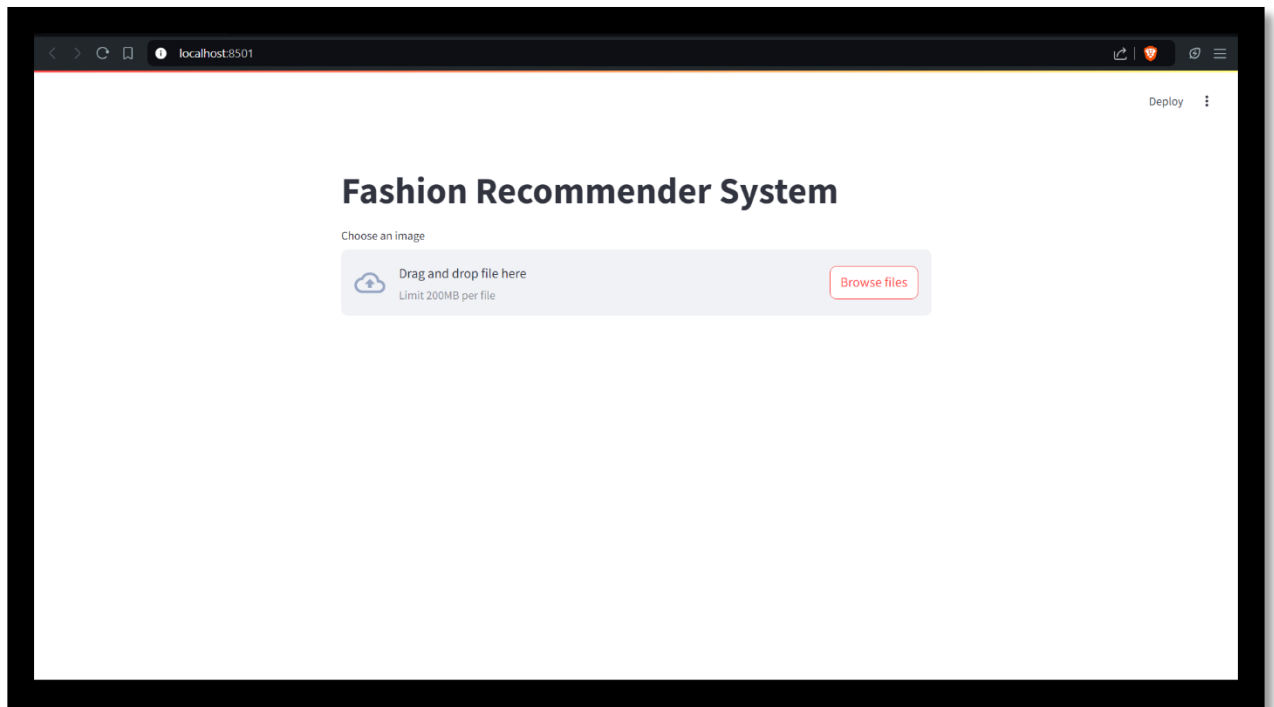 localhost:8501
Deploy
Fashion Recommender System
Choose an image
Drag and drop file here
Limit 200MB per file
Browse files